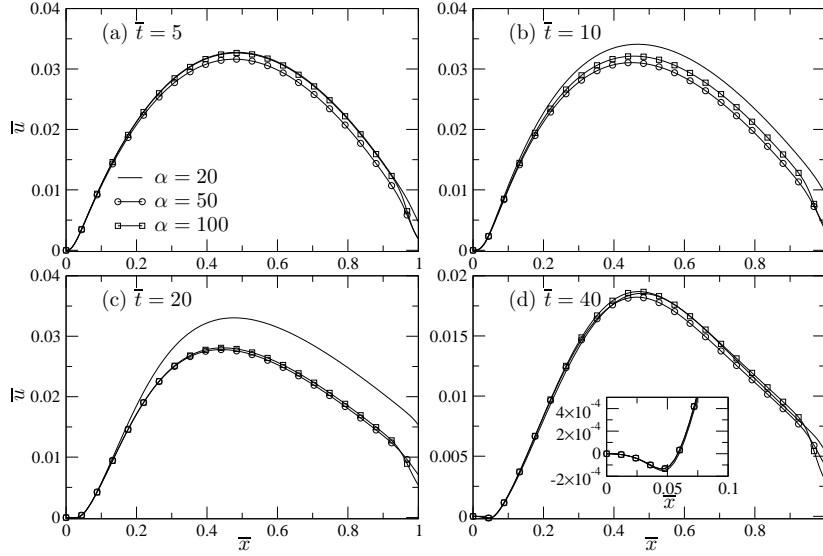 (a) t̅ = 5
(b) t̅ = 10
0.04
0.03
0.02
0.01
0
u̅
α = 20
α = 50
α = 100
0 0.2 0.4 0.6 0.8 1
0.04
0.03
0.02
0.01
0
u̅
0 0.2 0.4 0.6 0.8
(c) t̅ = 20
(d) t̅ = 40
0.04
0.03
0.02
0.01
0.00
u̅
0 0.2 0.4 0.6 0.8 1
x̅
0.02
0.015
0.01
0.005
0
u̅
0 0.2 0.4 0.6 0.8
x̅
4×10⁻⁴
2×10⁻⁴
0
-2×10⁻⁴
0 0.05 0.1
x̅